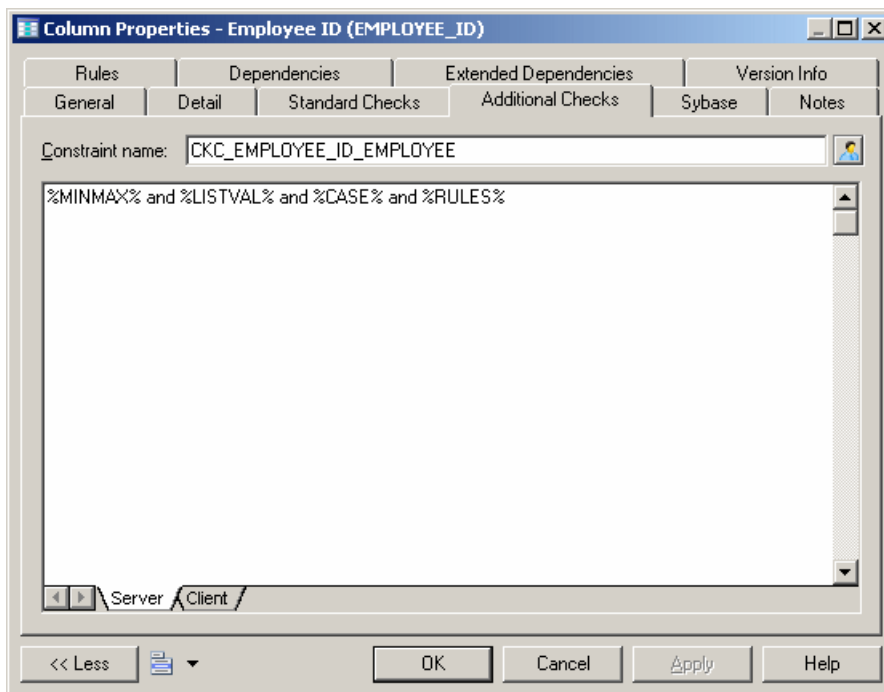 Column Properties - Employee ID (EMPLOYEE_ID)
Rules Dependencies Extended Dependencies Version Info
General Detail Standard Checks Additional Checks Sybase Notes
Constraint name: CKC_EMPLOYEE_ID_EMPLOYEE
%MINMAX% and %LISTVAL% and %CASE% and %RULES%
Server Client
<< Less OK Cancel Apply Help